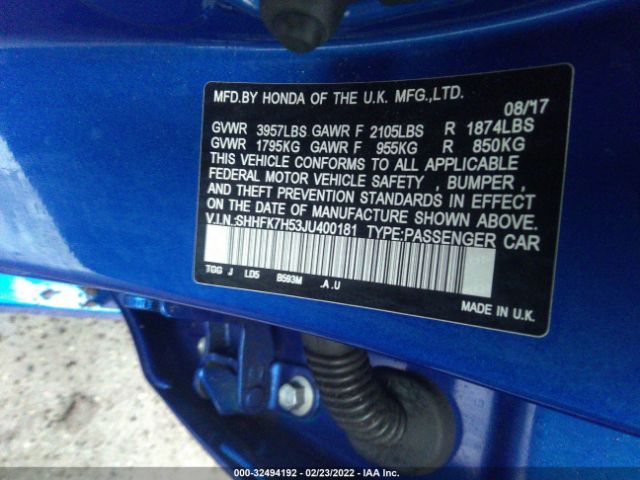 MFD.BY HONDA OF THE U.K. MFG.,LTD.
08/'17
GVWR 3957LBS GAWR F 2105LBS R 1874LBS
GVWR 1795KG GAWR F 955KG R 850KG
THIS VEHICLE CONFORMS TO ALL APPLICABLE
FEDERAL MOTOR VEHICLE SAFETY , BUMPER ,
AND THEFT PREVENTION STANDARDS IN EFFECT
ON THE DATE OF MANUFACTURE SHOWN ABOVE.
V.I.N.:SHHFK7H53JU400181 TYPE:PASSENGER CAR
TGG J LD5 B593M .A.U
MADE IN U.K.
000-32494192 - 02/23/2022 - IAA Inc.